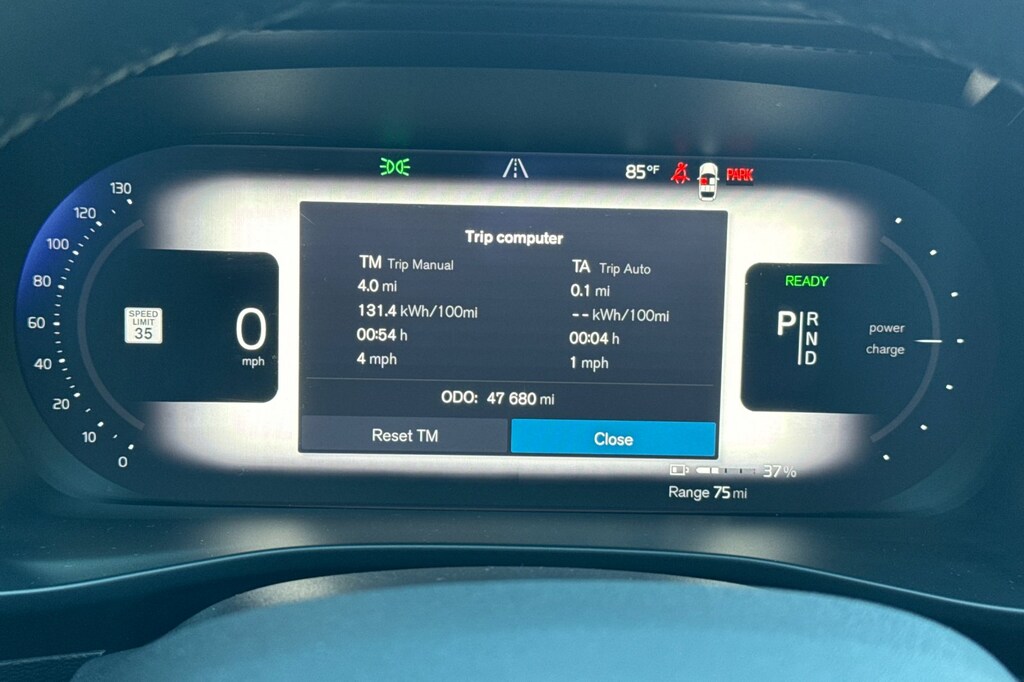 85°F PARK
130
120
100
80
60
40
20
10
0
SPEED
LIMIT
35
0
mph
Trip computer
TM Trip Manual
4.0 mi
131.4 kWh/100mi
00:54 h
4 mph
TA Trip Auto
0.1 mi
-- kWh/100mi
00:04 h
1 mph
ODO: 47 680 mi
Reset TM
Close
READY
P
R
N
D
power
charge
37%
Range 75 mi